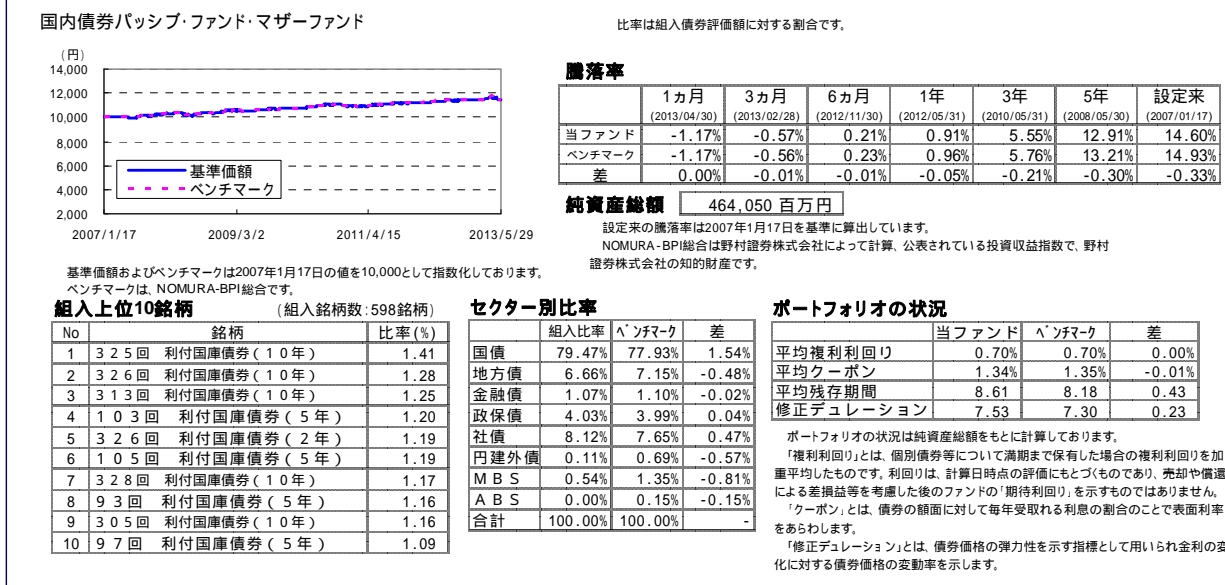 国内債券パッシブ・ファンド・マザーファンド
比率は組入債券評価額に対する割合です。
(円)
14,000
12,000
10,000
8,000
6,000
4,000
2,000
基準価額
ベンチマーク
2007/1/17 2009/3/2 2011/4/15 2013/5/29
基準価額およびベンチマークは2007年1月17日の値を10,000として指数化しております。
ベンチマークは、NOMURA-BPI総合です。
騰落率
1ヵ月 3ヵ月 6ヵ月 1年 3年 5年 設定来
(2013/04/30) (2013/02/28) (2012/11/30) (2012/05/31) (2010/05/31) (2008/05/30) (2007/01/17)
当ファンド -1.17% -0.57% 0.21% 0.91% 5.55% 12.91% 14.60%
ベンチマーク -1.17% -0.56% 0.23% 0.96% 5.76% 13.21% 14.93%
差 0.00% -0.01% -0.01% -0.05% -0.21% -0.30% -0.33%
純資産総額 464,050 百万円
設定来の騰落率は2007年1月17日を基準に算出しています。
NOMURA-BPI総合は野村證券株式会社によって計算、公表されている投資収益指数で、野村
證券株式会社の知的財産です。
組入上位10銘柄 (組入銘柄数:598銘柄)
No 銘柄 比率(%)
1 325回 利付国庫債券(10年) 1.41
2 326回 利付国庫債券(10年) 1.28
3 313回 利付国庫債券(10年) 1.25
4 103回 利付国庫債券(5年) 1.20
5 326回 利付国庫債券(2年) 1.19
6 105回 利付国庫債券(5年) 1.19
7 328回 利付国庫債券(10年) 1.17
8 93回 利付国庫債券(5年) 1.16
9 305回 利付国庫債券(10年) 1.16
10 97回 利付国庫債券(5年) 1.09
セクター別比率
組入比率 ベンチマーク 差
国債 79.47% 77.93% 1.54%
地方債 6.66% 7.15% -0.48%
金融債 1.07% 1.10% -0.02%
政保債 4.03% 3.99% 0.04%
社債 8.12% 7.65% 0.47%
円建外債 0.11% 0.69% -0.57%
MBS 0.54% 1.35% -0.81%
ABS 0.00% 0.15% -0.15%
合計 100.00% 100.00% -
ポートフォリオの状況
当ファンド ベンチマーク 差
平均複利利回り 0.70% 0.70% 0.00%
平均クーポン 1.34% 1.35% -0.01%
平均残存期間 8.61 8.18 0.43
修正デュレーション 7.53 7.30 0.23
ポートフォリオの状況は純資産総額をもとに計算しております。
「複利利回り」とは、個別債券等について満期まで保有した場合の複利利回りを加
重平均したものです。利回りは、計算日時点の評価にもとづくものであり、売却や償還
による差損益等を考慮した後のファンドの「期待利回り」を示すものではありません。
「クーポン」とは、債券の額面に対して毎年受取れる利息の割合のことで表面利率
をあらわします。
「修正デュレーション」とは、債券価格の弾力性を示す指標として用いられ金利の変
化に対する債券価格の変動率を示します。